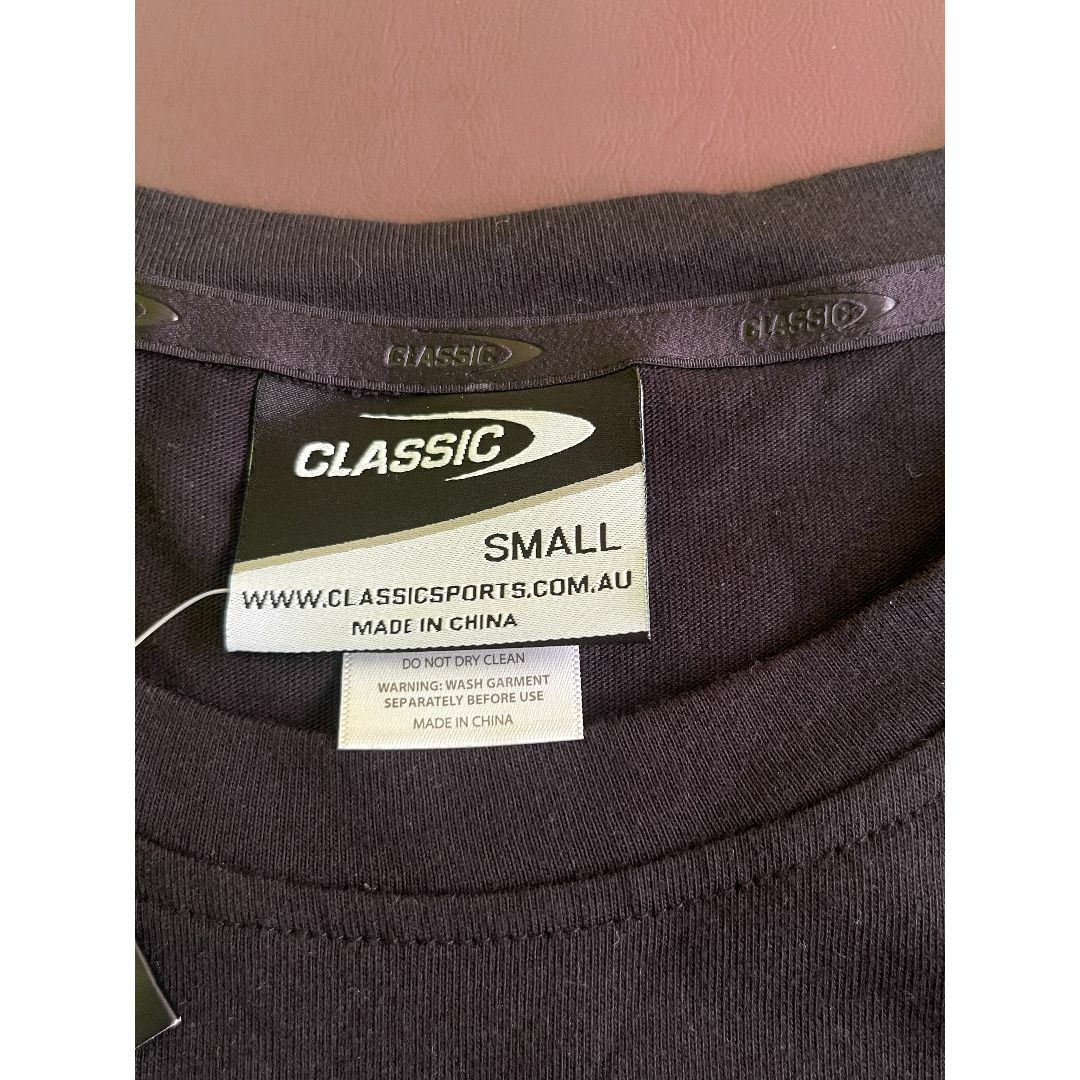 CLASSIC CLASSIC
CLASSIC
SMALL
WWW.CLASSICSPORTS.COM.AU
MADE IN CHINA
DO NOT DRY CLEAN
WARNING: WASH GARMENT
SEPARATELY BEFORE USE
MADE IN CHINA